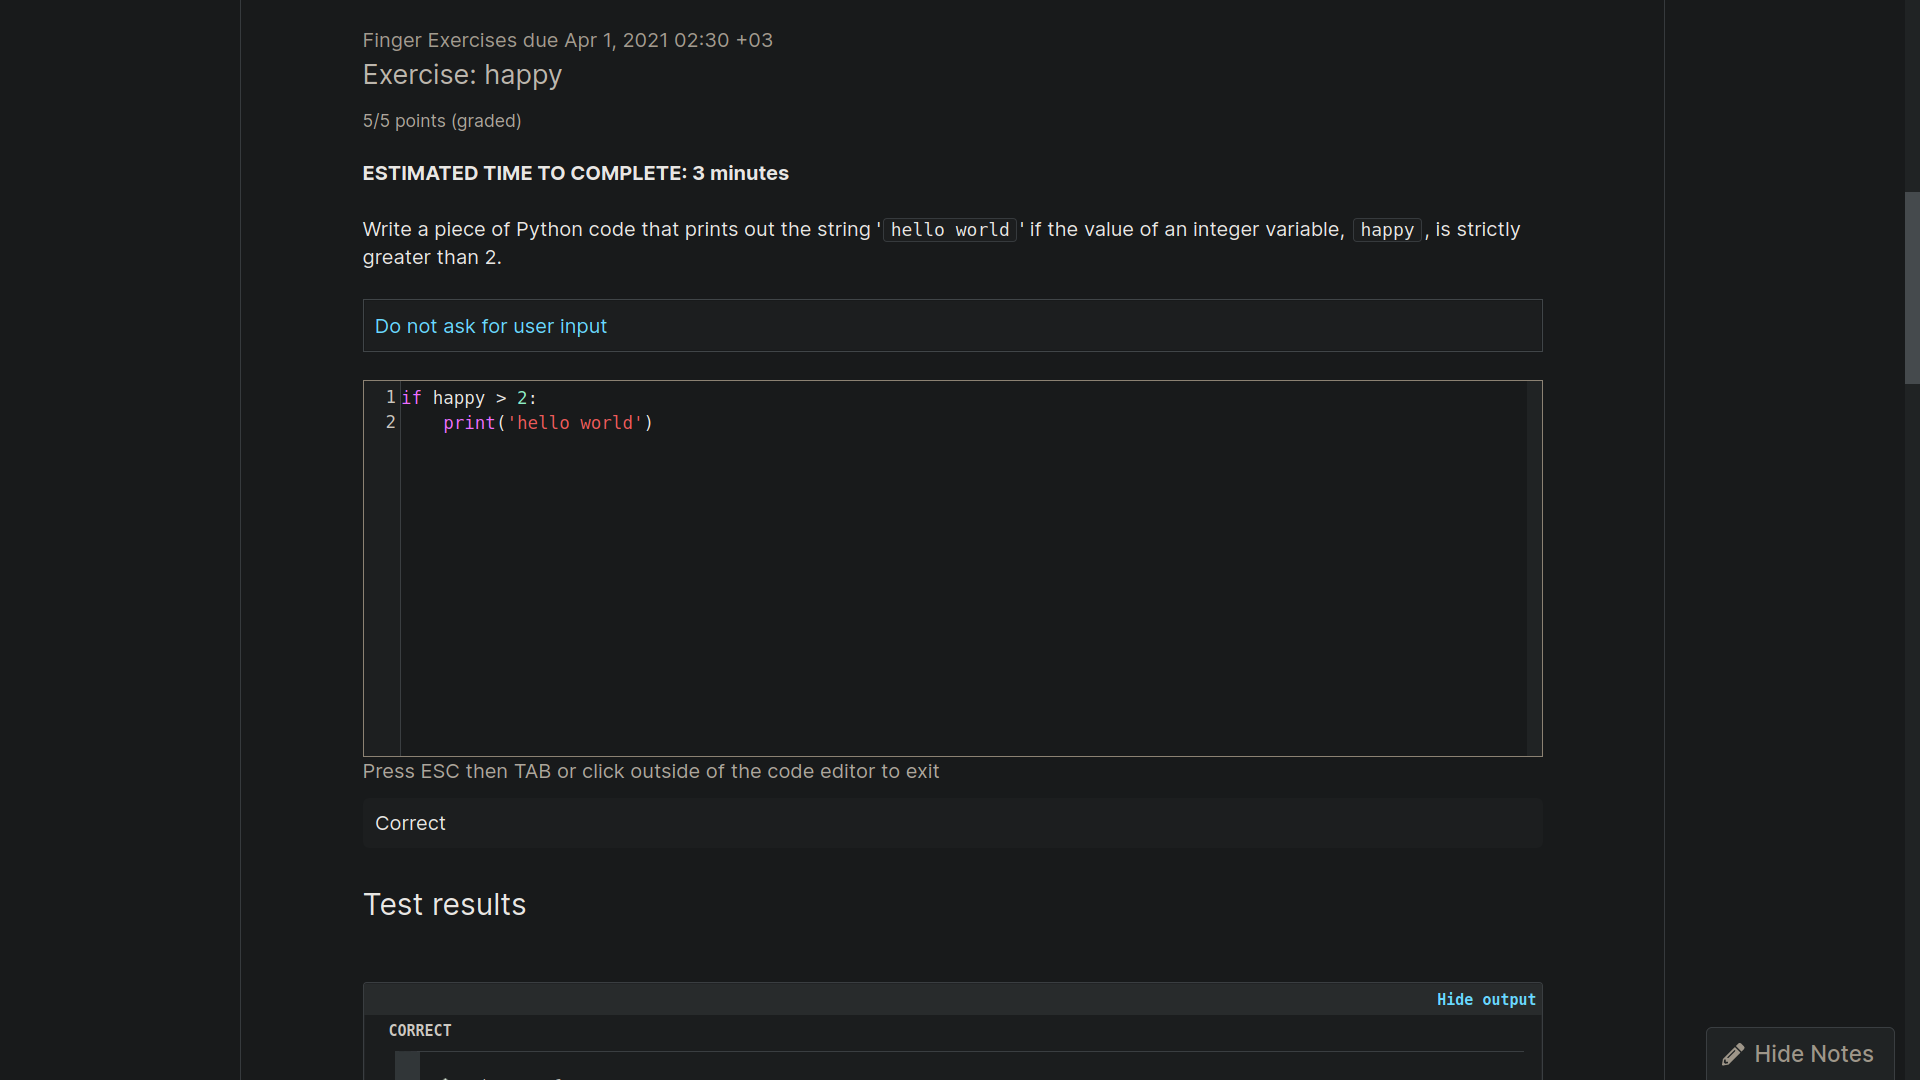 Finger Exercises due Apr 1, 2021 02:30 +03
Exercise: happy
5/5 points (graded)
ESTIMATED TIME TO COMPLETE: 3 minutes
Write a piece of Python code that prints out the string 'hello world' if the value of an integer variable, happy, is strictly
greater than 2.
Do not ask for user input
1 if happy > 2:
2     print('hello world')
Press ESC then TAB or click outside of the code editor to exit
Correct
Test results
Hide output
CORRECT
Hide Notes